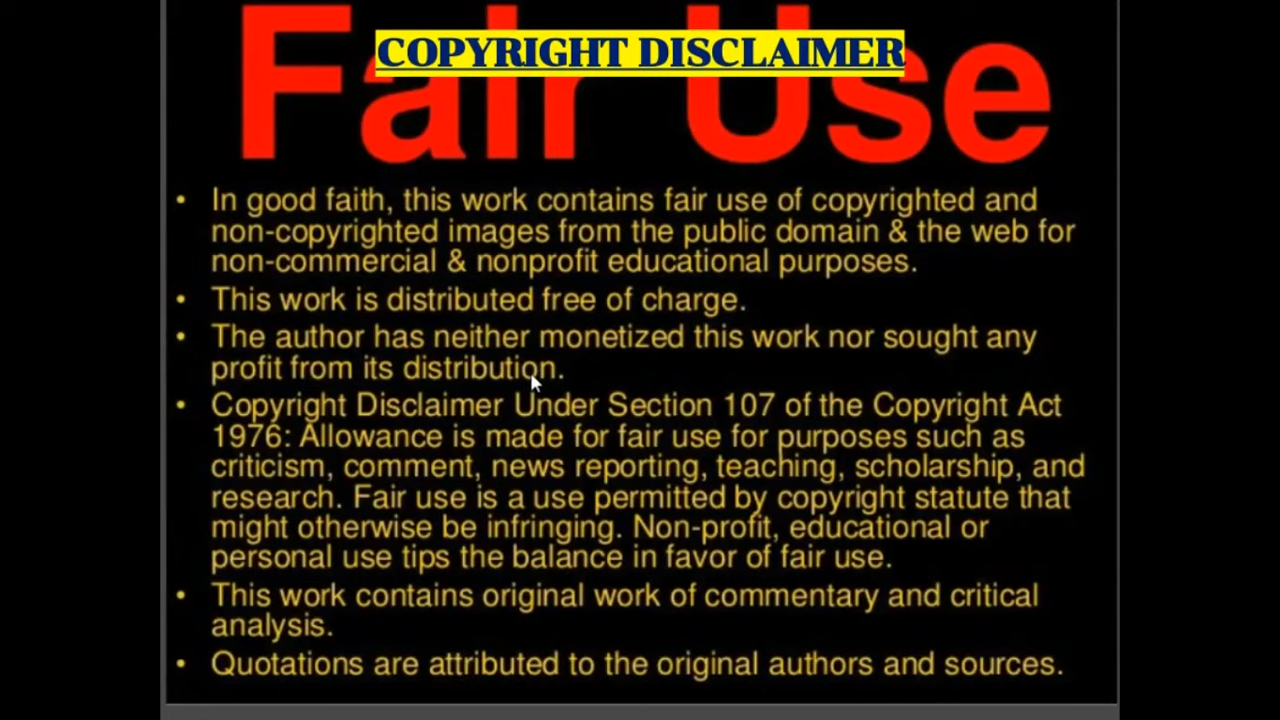 Fair Use
COPYRIGHT DISCLAIMER
• In good faith, this work contains fair use of copyrighted and
non-copyrighted images from the public domain & the web for
non-commercial & nonprofit educational purposes.
• This work is distributed free of charge.
• The author has neither monetized this work nor sought any
profit from its distribution.
• Copyright Disclaimer Under Section 107 of the Copyright Act
1976: Allowance is made for fair use for purposes such as
criticism, comment, news reporting, teaching, scholarship, and
research. Fair use is a use permitted by copyright statute that
might otherwise be infringing. Non-profit, educational or
personal use tips the balance in favor of fair use.
• This work contains original work of commentary and critical
analysis.
• Quotations are attributed to the original authors and sources.